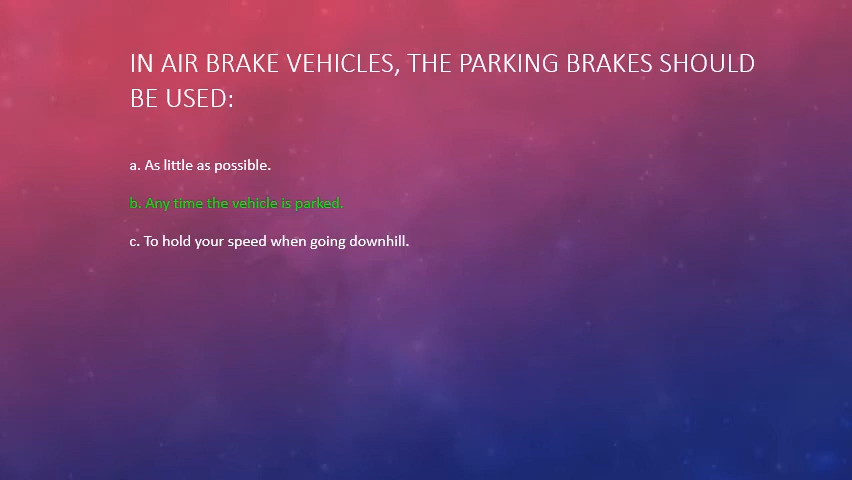 IN AIR BRAKE VEHICLES, THE PARKING BRAKES SHOULD
BE USED:
a. As little as possible.
b. Any time the vehicle is parked.
c. To hold your speed when going downhill.